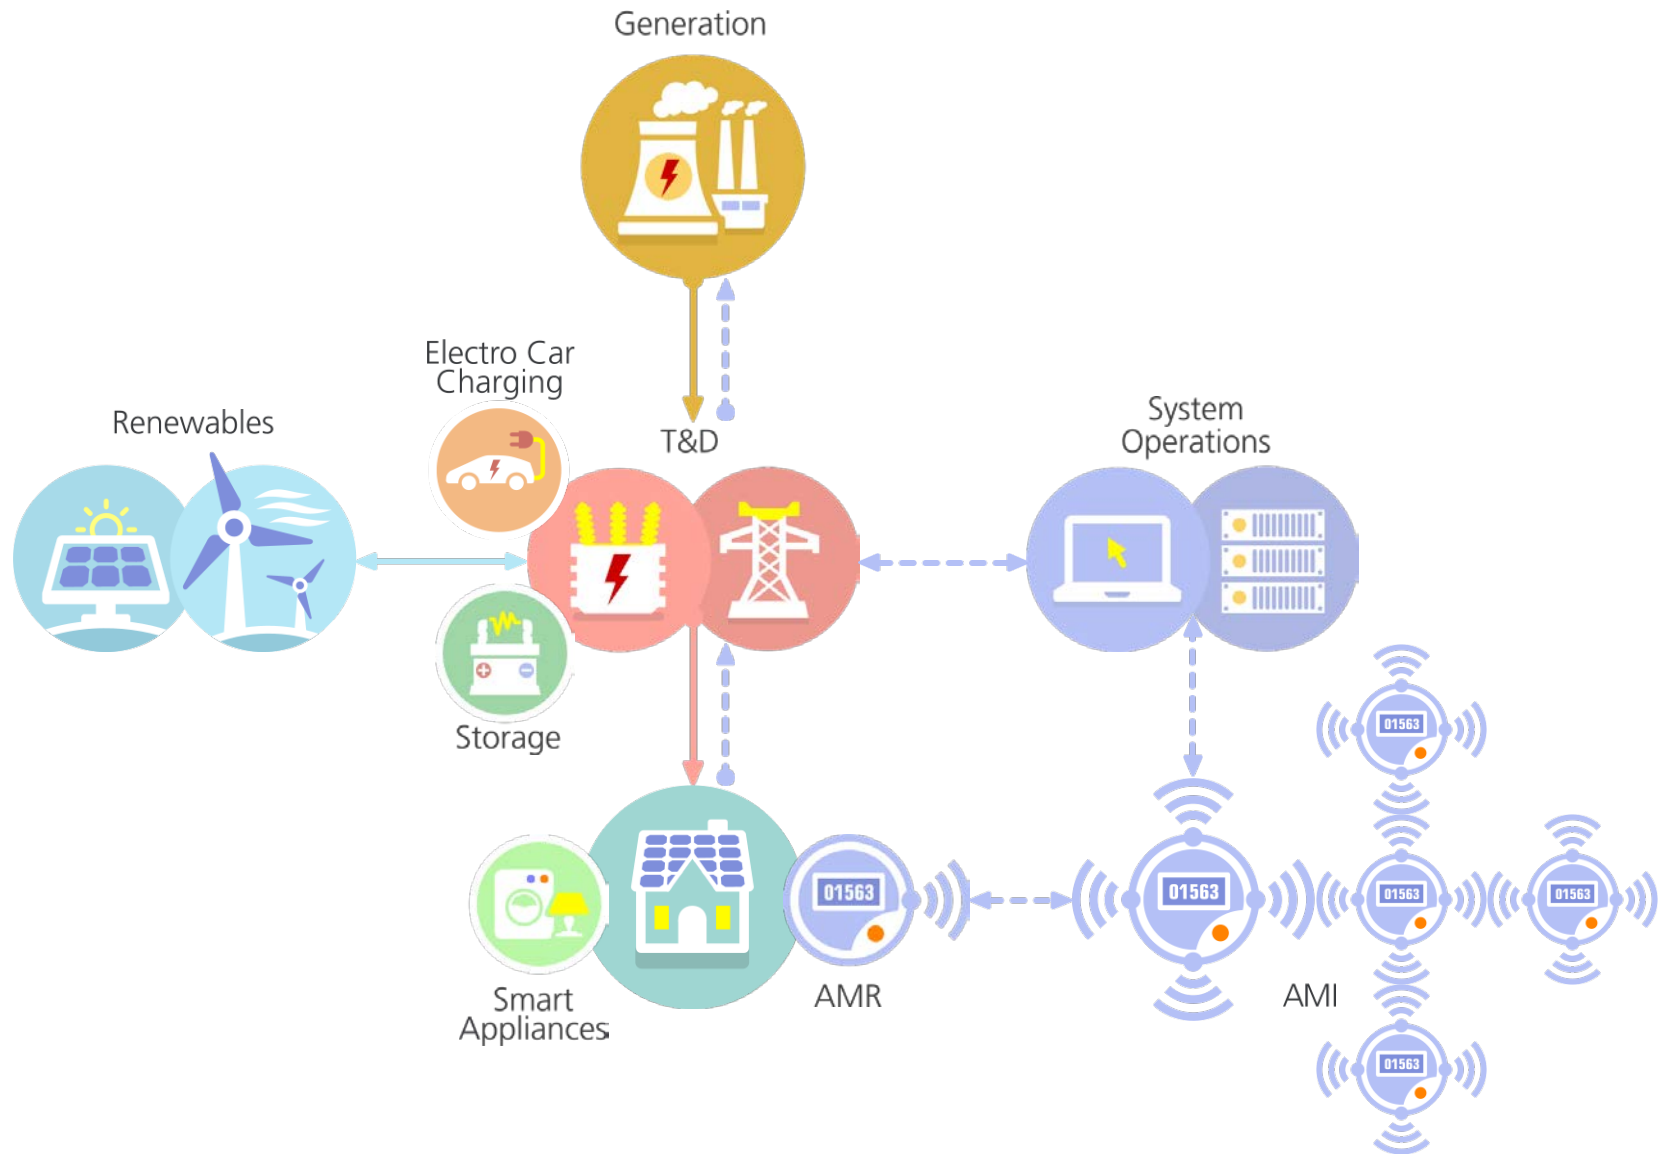 Generation
Electro Car
Charging
Renewables
T&D
System
Operations
Storage
01563
01563
01563
01563
01563
01563
AMR
AMI
Smart
Appliances